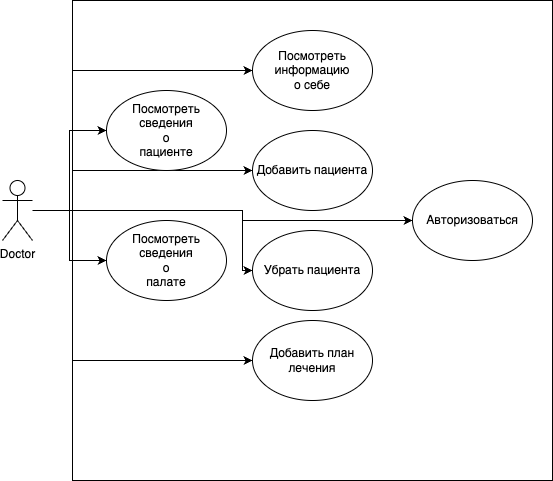 Посмотреть
информацию
о себе
Посмотреть
сведения
о
пациенте
Добавить пациента
Авторизоваться
Doctor
Посмотреть
сведения
о
палате
Убрать пациента
Добавить план
лечения